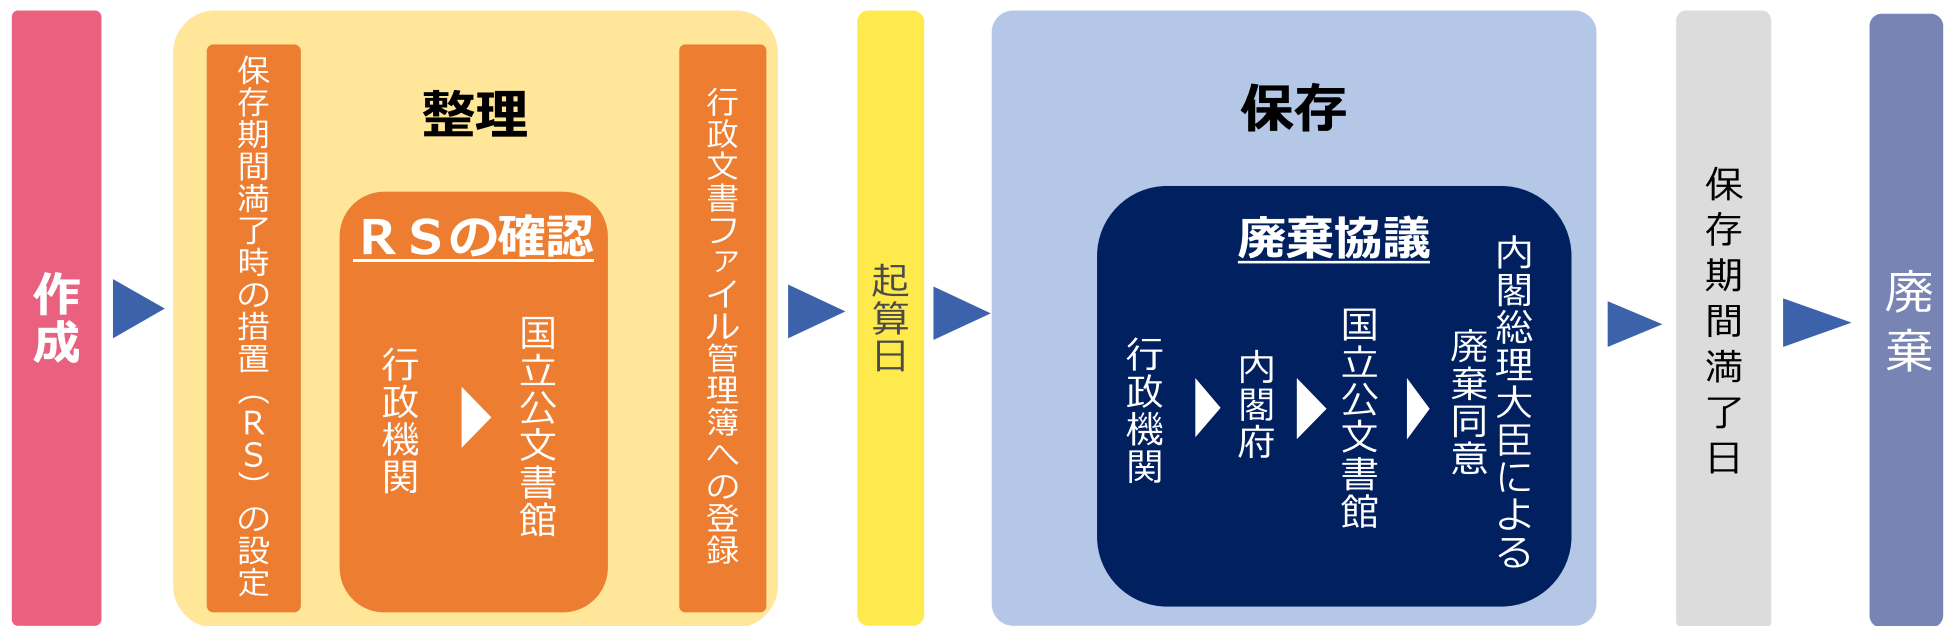 作成
整理
保存期間満了時の措置（ＲＳ）の設定
ＲＳの確認
行政機関
国立公文書館
行政文書ファイル管理簿への登録
起算日
保存
廃棄協議
行政機関
内閣府
国立公文書館
内閣総理大臣による
廃棄同意
保存期間満了日
廃棄